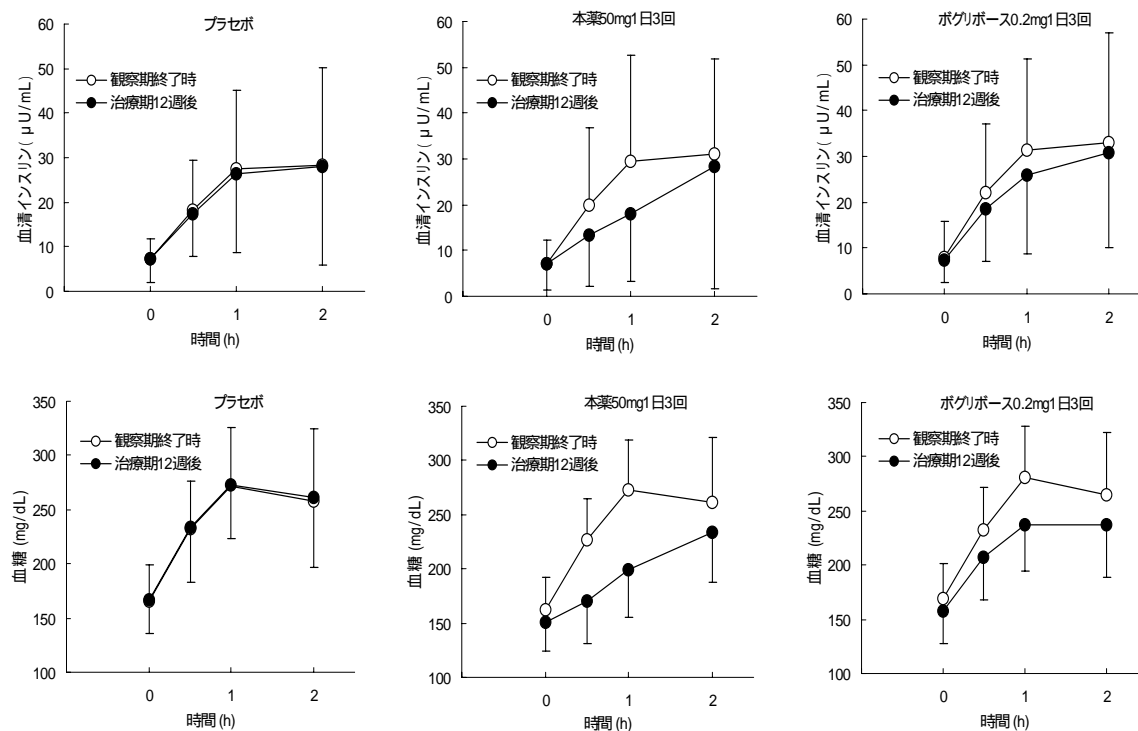 プラセボ
60
50
40
30
20
10
0
血清インスリン(μU/mL)
観察期終了時
治療期12週後
0
1
2
時間(h)
本薬50mg1日3回
60
50
40
30
20
10
0
血清インスリン(μU/mL)
観察期終了時
治療期12週後
0
1
2
時間(h)
ボグリボース0.2mg1日3回
60
50
40
30
20
10
0
血清インスリン(μU/mL)
観察期終了時
治療期12週後
0
1
2
時間(h)
プラセボ
350
300
250
200
150
100
血糖(mg/dL)
観察期終了時
治療期12週後
0
1
2
時間(h)
本薬50mg1日3回
350
300
250
200
150
100
血糖(mg/dL)
観察期終了時
治療期12週後
0
1
2
時間(h)
ボグリボース0.2mg1日3回
350
300
250
200
150
100
血糖(mg/dL)
観察期終了時
治療期12週後
0
1
2
時間(h)